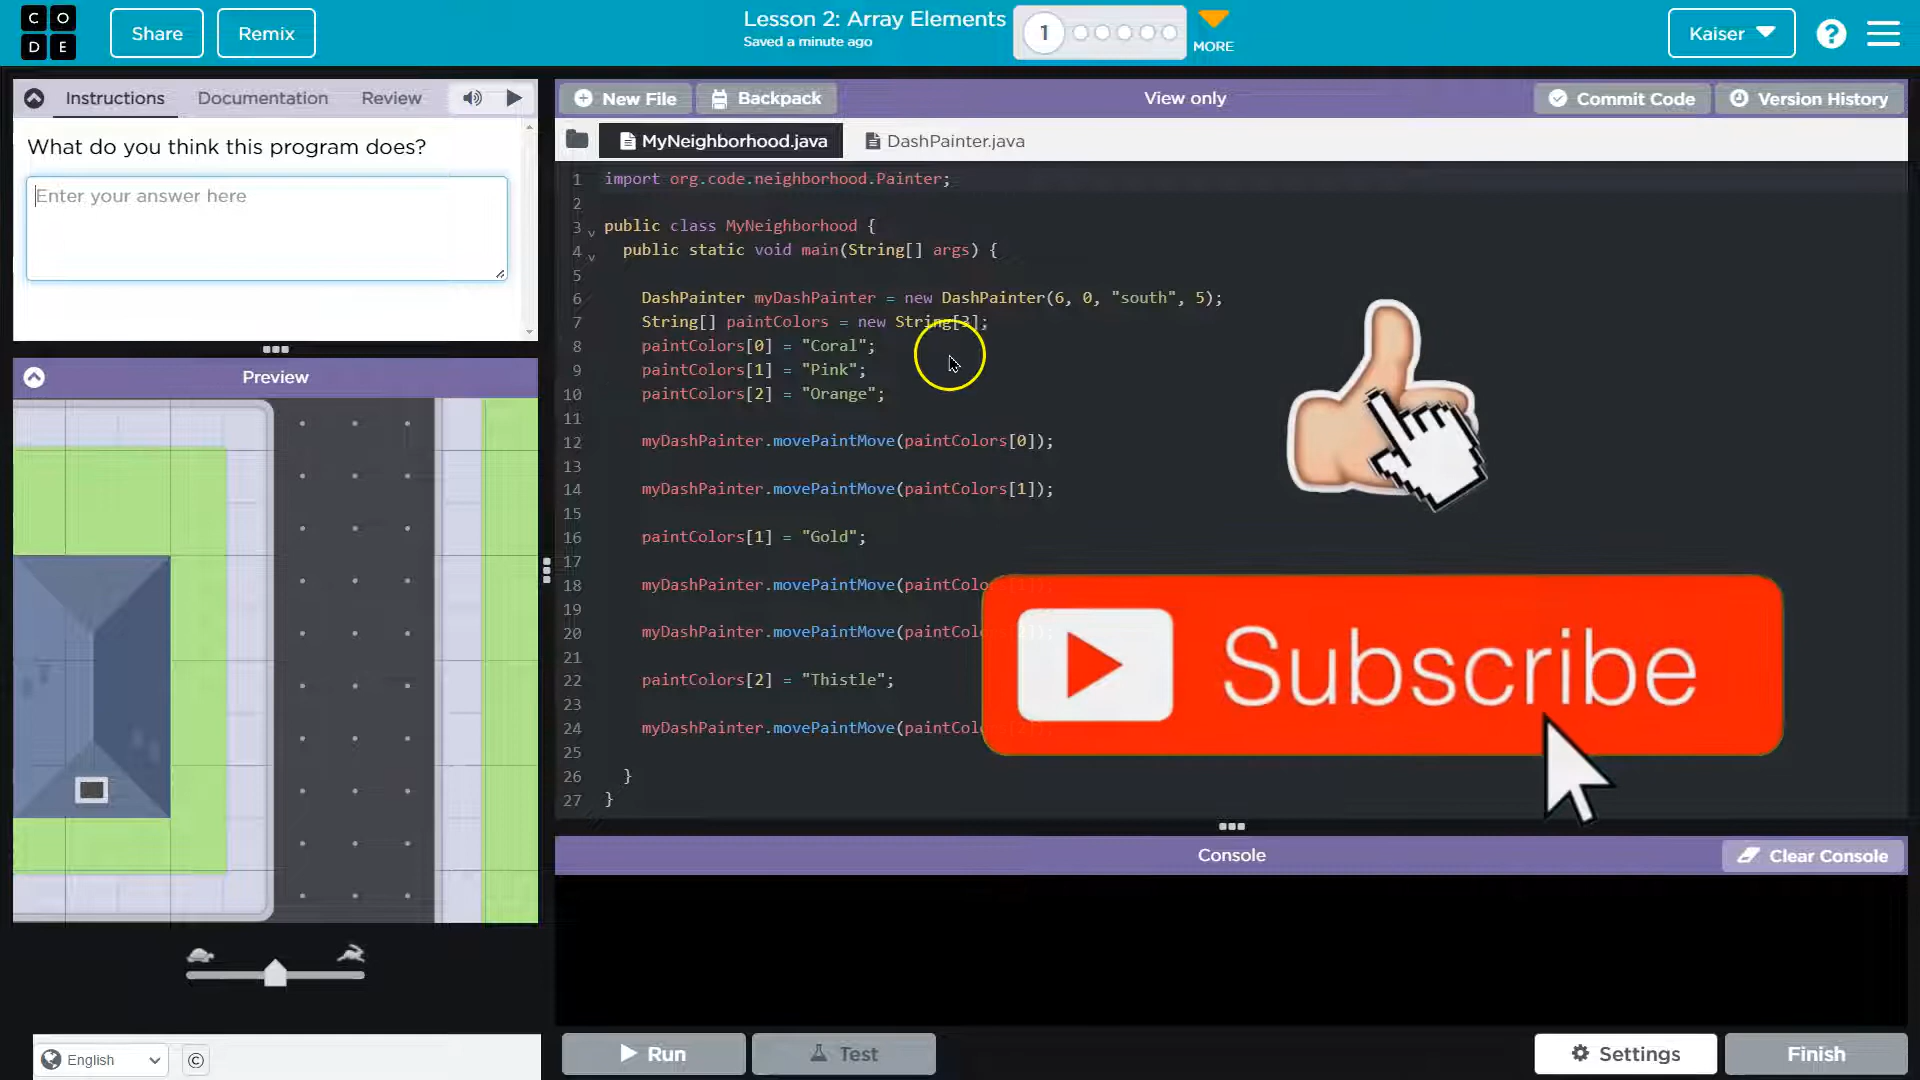 CODE
Share
Remix
Lesson 2: Array Elements
Saved a minute ago
1
MORE
Kaiser
?
Instructions
Documentation
Review
What do you think this program does?
Enter your answer here
Preview
New File
Backpack
View only
Commit Code
Version History
MyNeighborhood.java
DashPainter.java
1 import org.code.neighborhood.Painter;
2
3 public class MyNeighborhood {
4 public static void main(String[] args) {
5
6 DashPainter myDashPainter = new DashPainter(6, 0, "south", 5);
7 String[] paintColors = new String[3];
8 paintColors[0] = "Coral";
9 paintColors[1] = "Pink";
10 paintColors[2] = "Orange";
11
12 myDashPainter.movePaintMove(paintColors[0]);
13
14 myDashPainter.movePaintMove(paintColors[1]);
15
16 paintColors[1] = "Gold";
17
18 myDashPainter.movePaintMove(paintColo
19
20 myDashPainter.movePaintMove(paintCol
21
22 paintColors[2] = "Thistle";
23
24 myDashPainter.movePaintMove(paintCol
25
26 }
27 }
Subscribe
Console
Clear Console
English
©
Run
Test
Settings
Finish